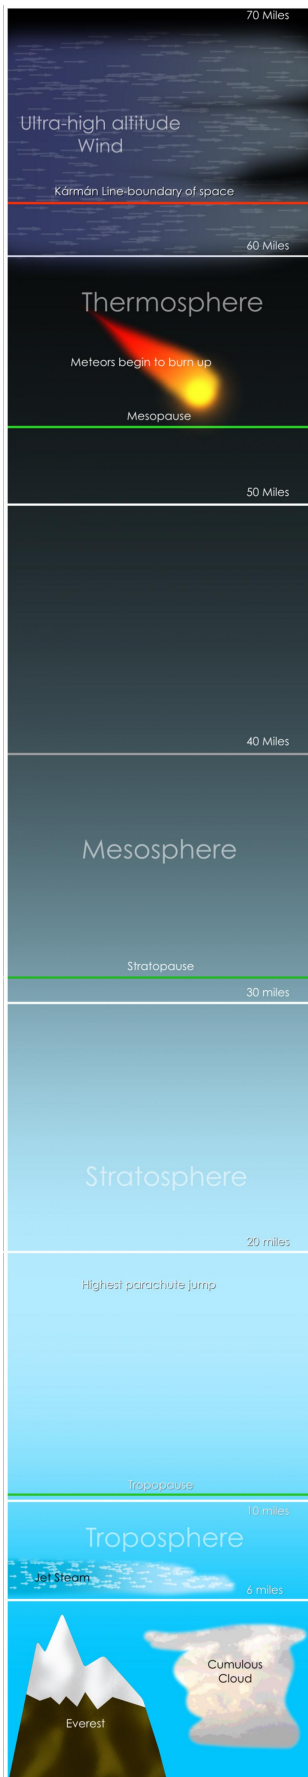 70 Miles
Ultra-high altitude
Wind
Kármán Line-boundary of space
60 Miles
Thermosphere
Meteors begin to burn up
Mesopause
50 Miles
40 Miles
Mesosphere
Stratopause
30 miles
Stratosphere
20 miles
Highest parachute jump
Tropopause
10 miles
Troposphere
Jet Steam
6 miles
Cumulous
Cloud
Everest